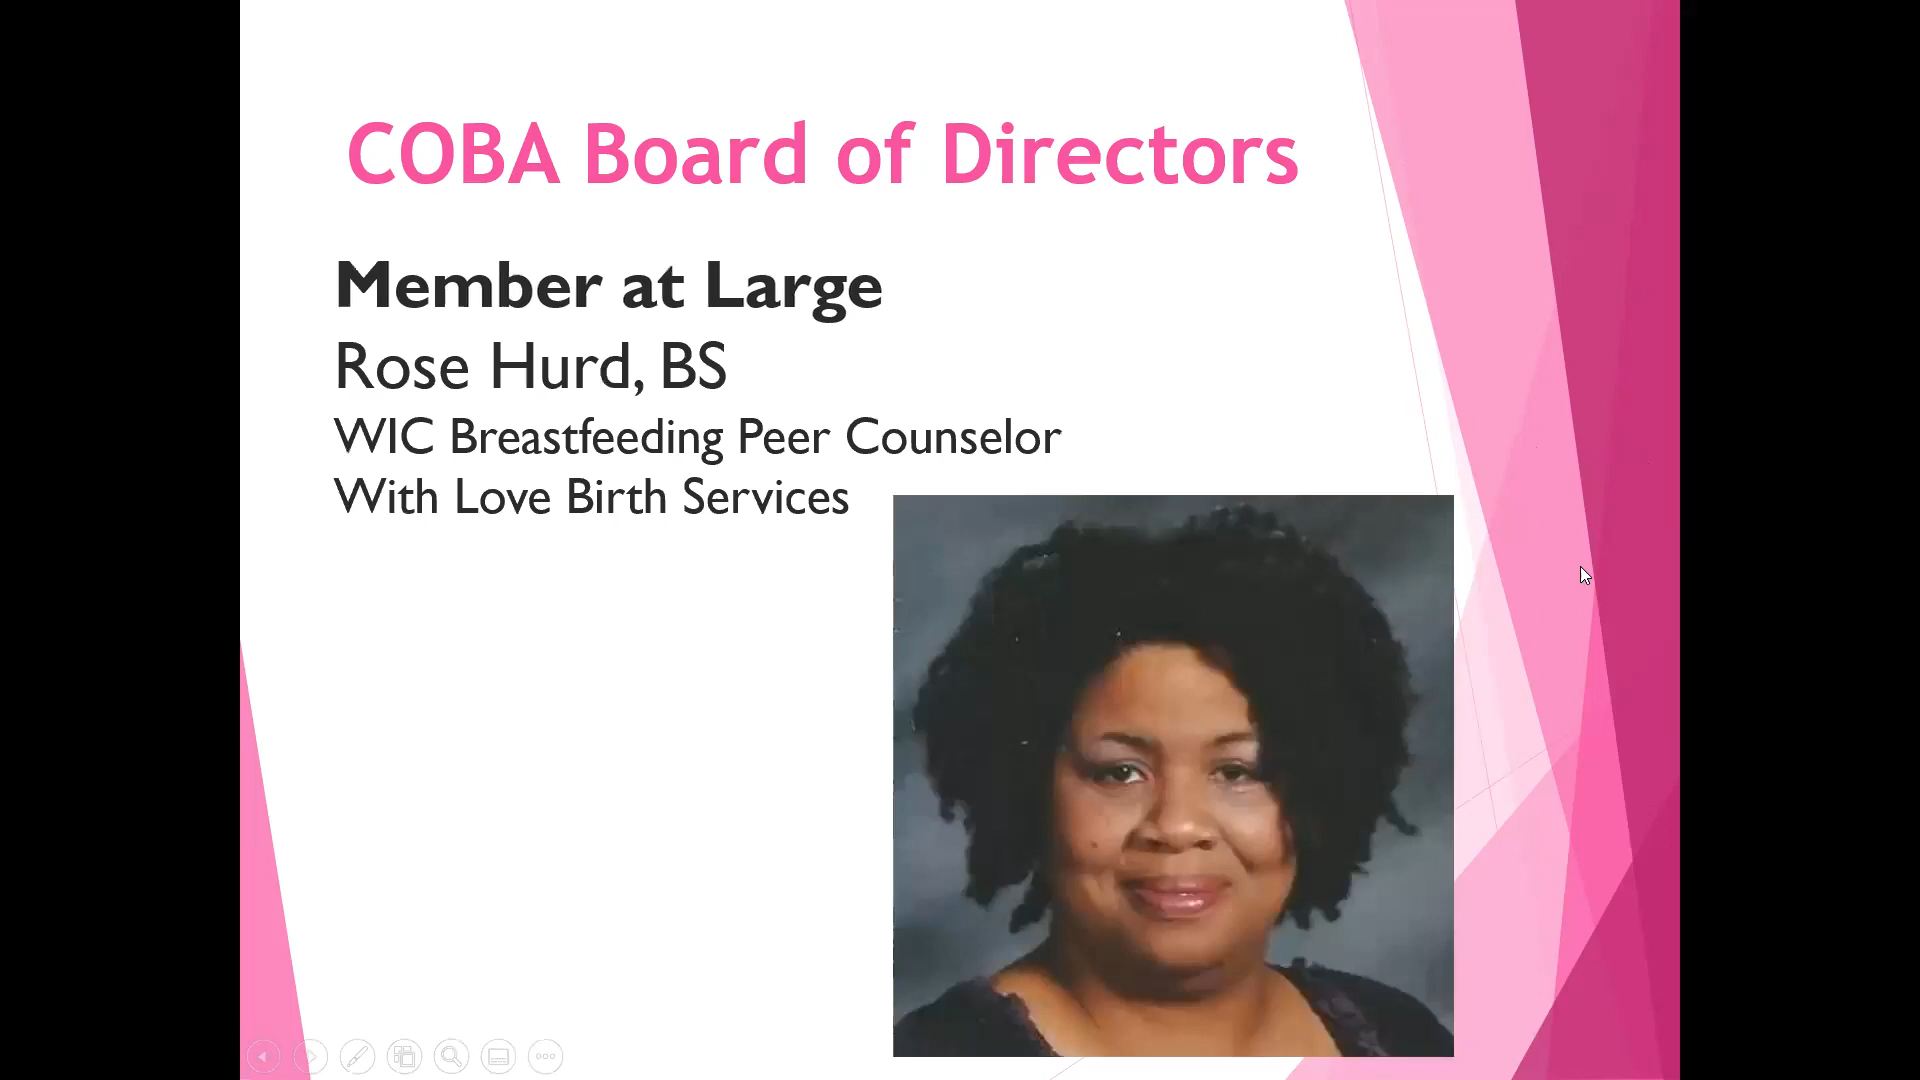 COBA Board of Directors
Member at Large
Rose Hurd, BS
WIC Breastfeeding Peer Counselor
With Love Birth Services